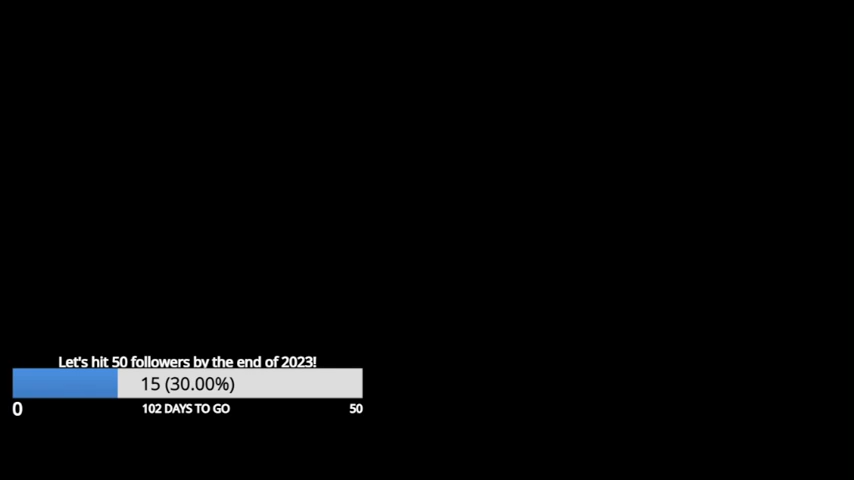 Let's hit 50 followers by the end of 2023!
15 (30.00%)
0 102 DAYS TO GO 50